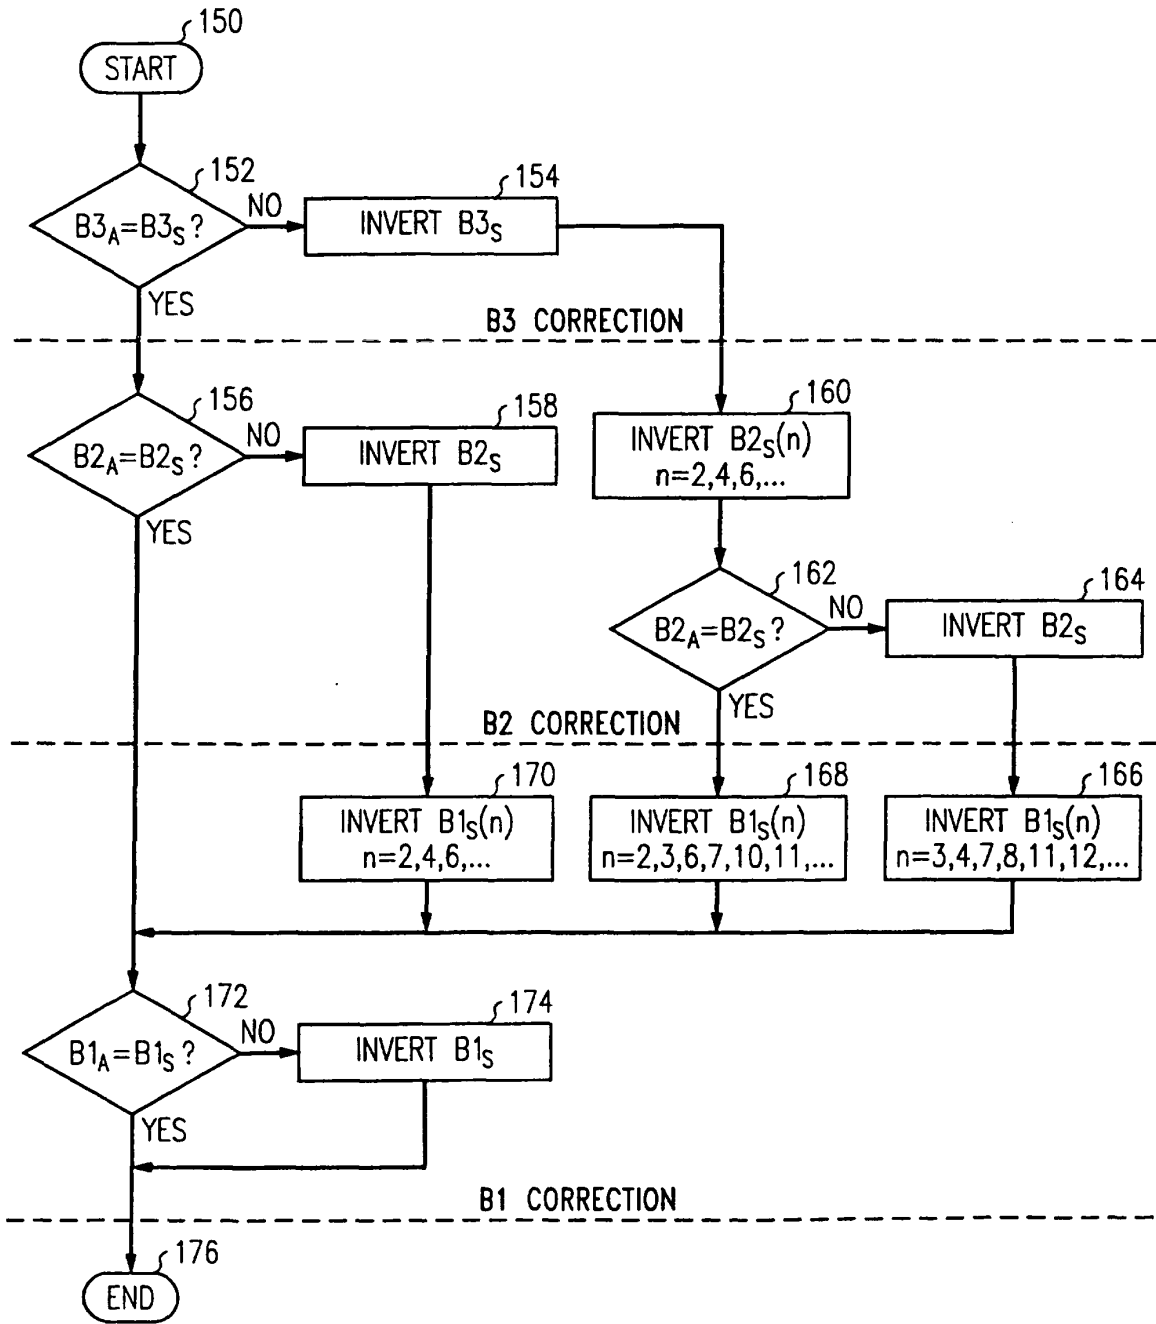 150
START
152
B3A=B3S?
NO
154
INVERT B3S
YES
B3 CORRECTION
156
B2A=B2S?
NO
158
INVERT B2S
160
INVERT B2S(n)
n=2,4,6,...
YES
162
B2A=B2S?
NO
164
INVERT B2S
YES
B2 CORRECTION
170
INVERT B1S(n)
n=2,4,6,...
168
INVERT B1S(n)
n=2,3,6,7,10,11,...
166
INVERT B1S(n)
n=3,4,7,8,11,12,...
172
B1A=B1S?
NO
174
INVERT B1S
YES
B1 CORRECTION
176
END